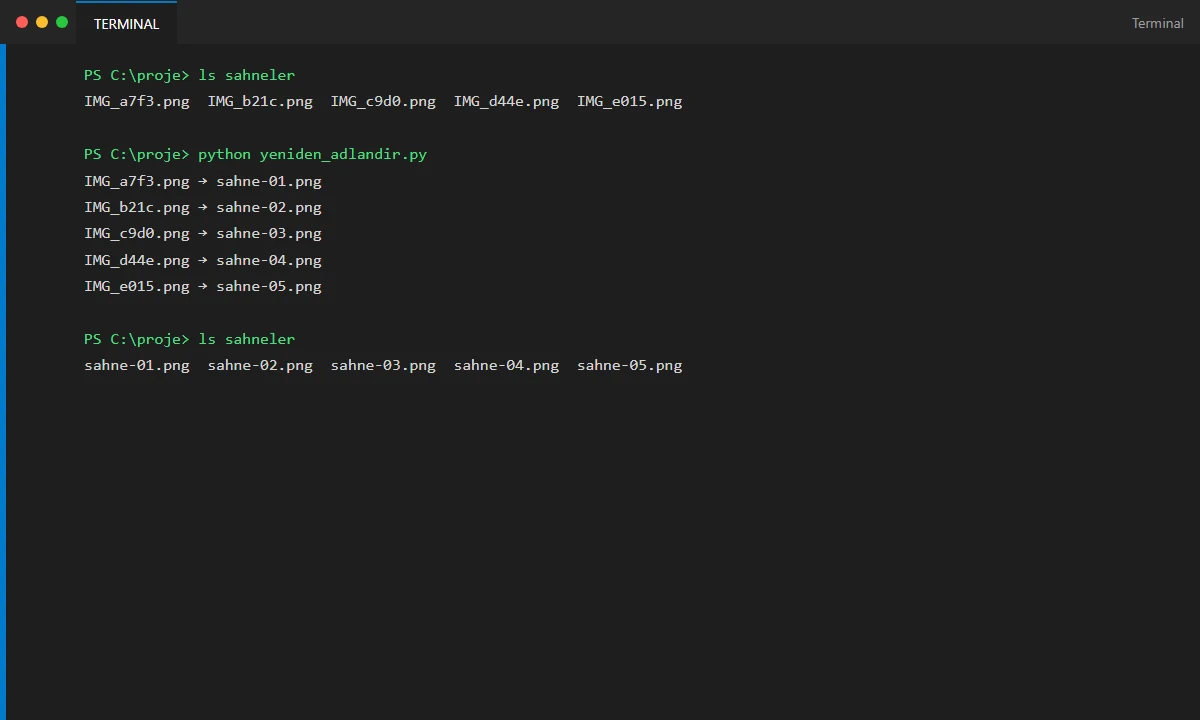 TERMINAL
Terminal
PS C:\proje> ls sahneler
IMG_a7f3.png  IMG_b21c.png  IMG_c9d0.png  IMG_d44e.png  IMG_e015.png
PS C:\proje> python yeniden_adlandir.py
IMG_a7f3.png → sahne-01.png
IMG_b21c.png → sahne-02.png
IMG_c9d0.png → sahne-03.png
IMG_d44e.png → sahne-04.png
IMG_e015.png → sahne-05.png
PS C:\proje> ls sahneler
sahne-01.png  sahne-02.png  sahne-03.png  sahne-04.png  sahne-05.png